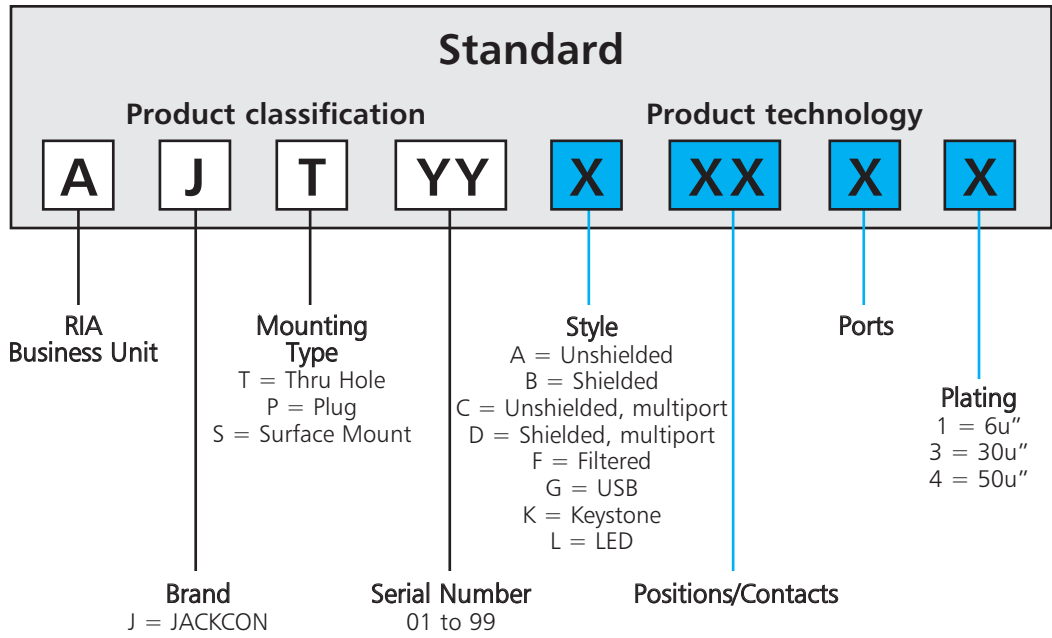 Standard
Product classification
Product technology
A J T YY X XX X X
RIA
Business Unit
Mounting
Type
T = Thru Hole
P = Plug
S = Surface Mount
Style
A = Unshielded
B = Shielded
C = Unshielded, multiport
D = Shielded, multiport
F = Filtered
G = USB
K = Keystone
L = LED
Ports
Plating
1 = 6u”
3 = 30u”
4 = 50u”
Brand
J = JACKCON
Serial Number
01 to 99
Positions/Contacts